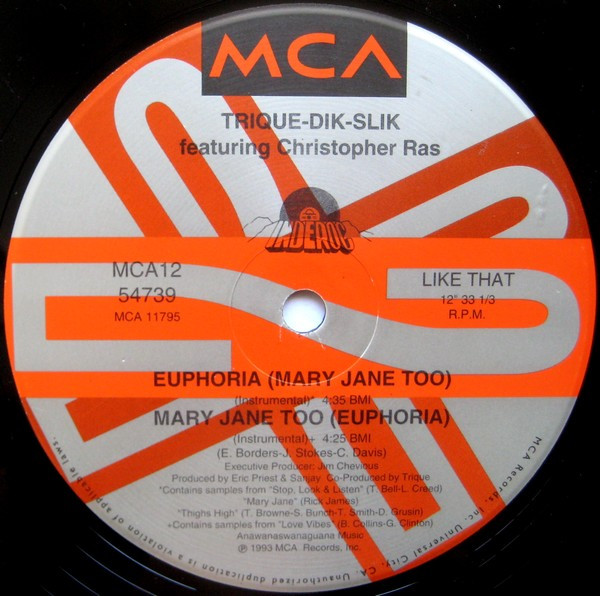 MCA
TRIQUE-DIK-SLIK
featuring Christopher Ras
INDEROC
MCA12
54739
MCA 11795
LIKE THAT
12" 33 1/3
R.P.M.
EUPHORIA (MARY JANE TOO)
(Instrumental)* 4:35 BMI
MARY JANE TOO (EUPHORIA)
(Instrumental)+ 4:25 BMI
(E. Borders-J. Stokes-C. Davis)
Executive Producer: Jim Chevious
Produced by Eric Priest & Sanjay Co-Produced by Trique
*Contains samples from "Stop, Look & Listen" (T. Bell-L. Creed)
"Mary Jane" (Rick James)
"Thighs High" (T. Browne-S. Bunch-T. Smith-D. Grusin)
+Contains samples from "Love Vibes" (B. Collins-G. Clinton)
Anawanaswanaguana Music
℗ 1993 MCA Records, Inc.
MCA Records, Inc. Universal City, CA. Unauthorized duplication is a violation of applicable laws.